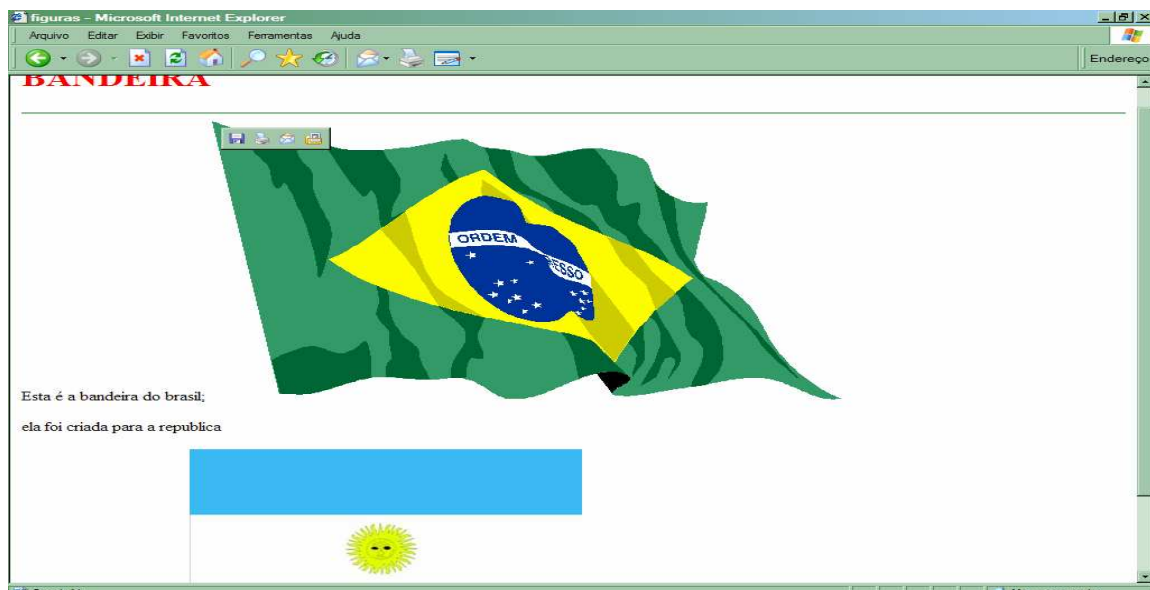 figuras - Microsoft Internet Explorer
Arquivo Editar Exibir Favoritos Ferramentas Ajuda
Endereço
BANDEIRA
ORDEM
ESSO
Esta é a bandeira do brasil;
ela foi criada para a republica